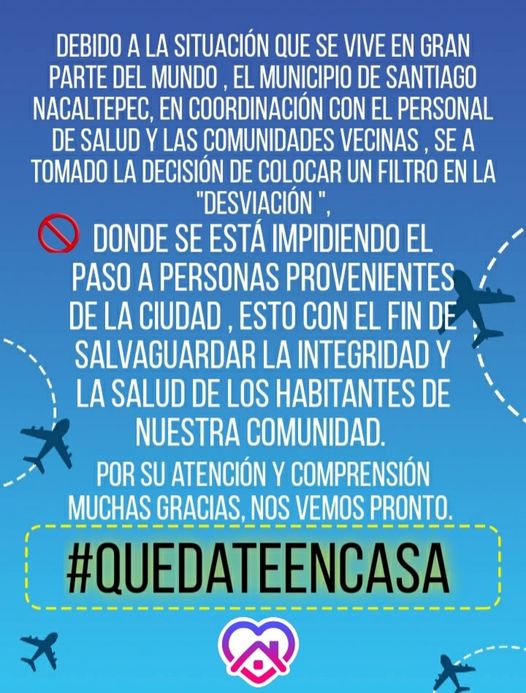 DEBIDO A LA SITUACIÓN QUE SE VIVE EN GRAN
PARTE DEL MUNDO , EL MUNICIPIO DE SANTIAGO
NACALTEPEC, EN COORDINACIÓN CON EL PERSONAL
DE SALUD Y LAS COMUNIDADES VECINAS , SE A
TOMADO LA DECISIÓN DE COLOCAR UN FILTRO EN LA
"DESVIACIÓN ",
DONDE SE ESTÁ IMPIDIENDO EL
PASO A PERSONAS PROVENIENTES
DE LA CIUDAD , ESTO CON EL FIN DE
SALVAGUARDAR LA INTEGRIDAD Y
LA SALUD DE LOS HABITANTES DE
NUESTRA COMUNIDAD.
POR SU ATENCIÓN Y COMPRENSIÓN
MUCHAS GRACIAS, NOS VEMOS PRONTO.
#QUEDATEENCASA